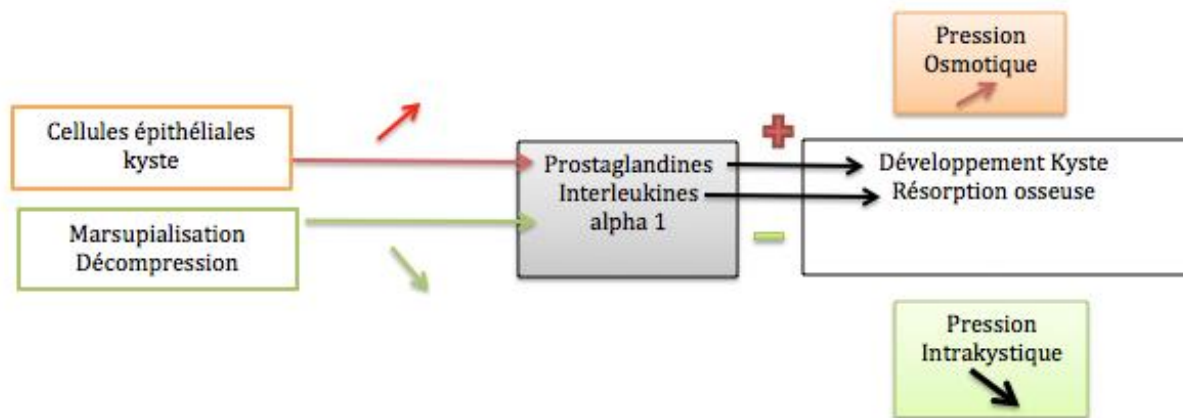 Pression
Osmotique
Cellules épithéliales
kyste
Prostaglandines
Interleukines
alpha 1
Développement Kyste
Résorption osseuse
Marsupialisation
Décompression
Pression
Intrakystique